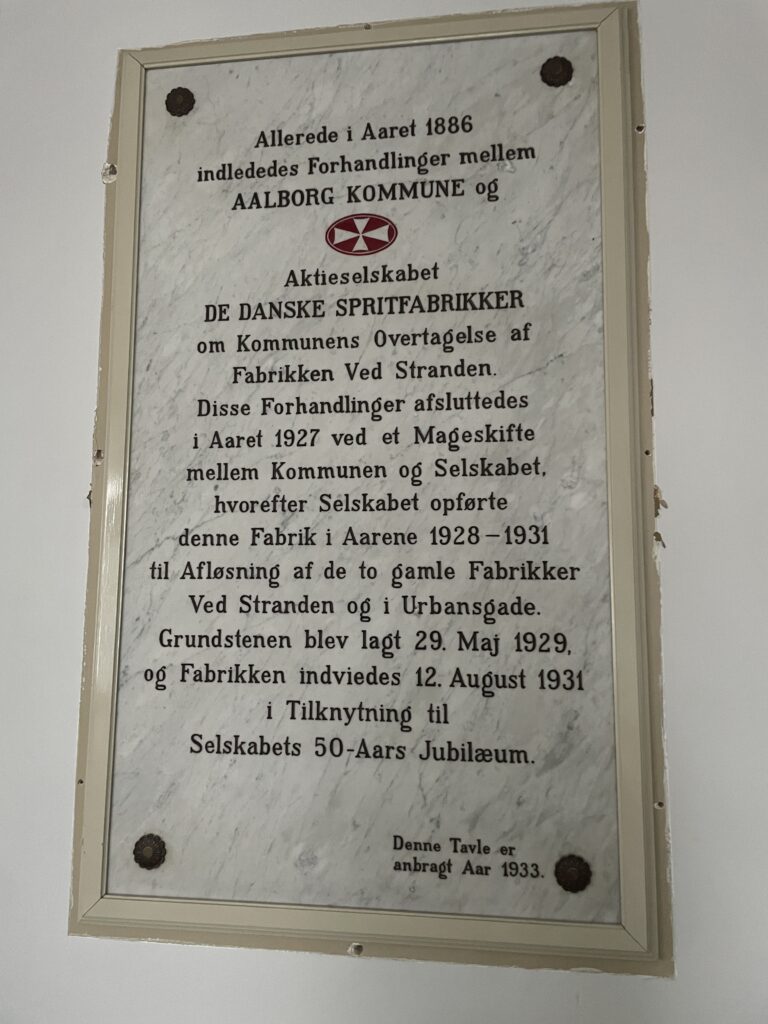 Allerede i Aaret 1886
indlededes Forhandlinger mellem
AALBORG KOMMUNE og
Aktieselskabet
DE DANSKE SPRITFABRIKKER
om Kommunens Overtagelse af
Fabrikken Ved Stranden.
Disse Forhandlinger afsluttedes
i Aaret 1927 ved et Mageskifte
mellem Kommunen og Selskabet,
hvorefter Selskabet opførte
denne Fabrik i Aarene 1928–1931
til Afløsning af de to gamle Fabrikker
Ved Stranden og i Urbansgade.
Grundstenen blev lagt 29. Maj 1929,
og Fabrikken indviedes 12. August 1931
i Tilknytning til
Selskabets 50-Aars Jubilæum.
Denne Tavle er
anbragt Aar 1933.